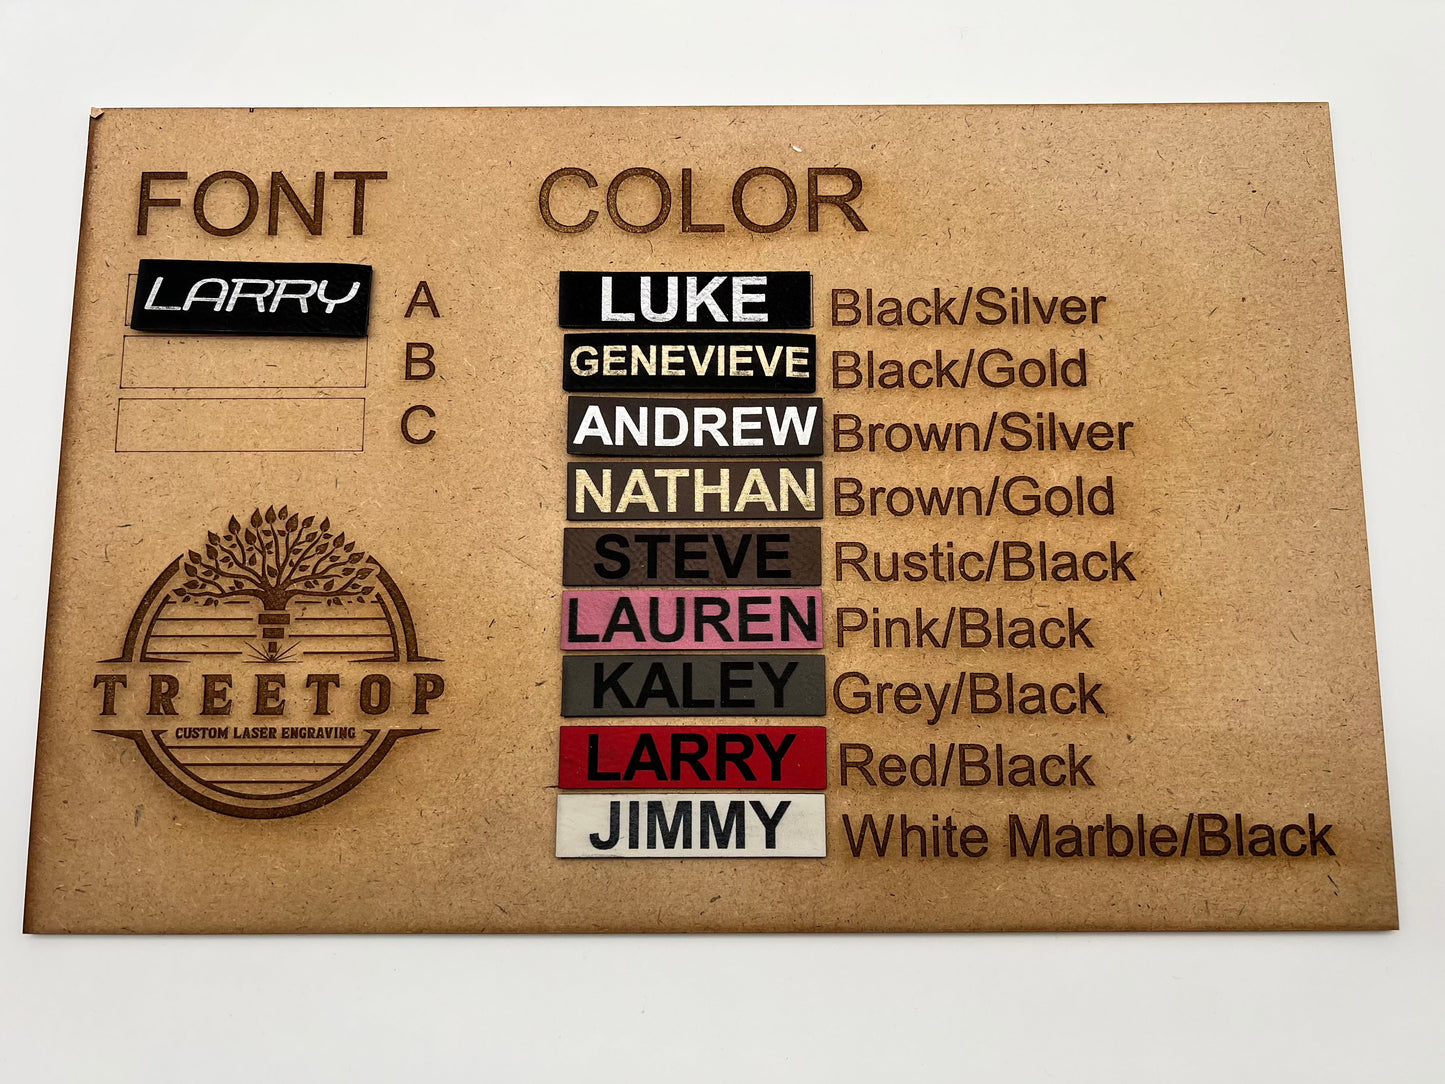 FONT
LARRY A
B
C
TREETOP
CUSTOM LASER ENGRAVING
COLOR
LUKE Black/Silver
GENEVIEVE Black/Gold
ANDREW Brown/Silver
NATHAN Brown/Gold
STEVE Rustic/Black
LAUREN Pink/Black
KALEY Grey/Black
LARRY Red/Black
JIMMY White Marble/Black